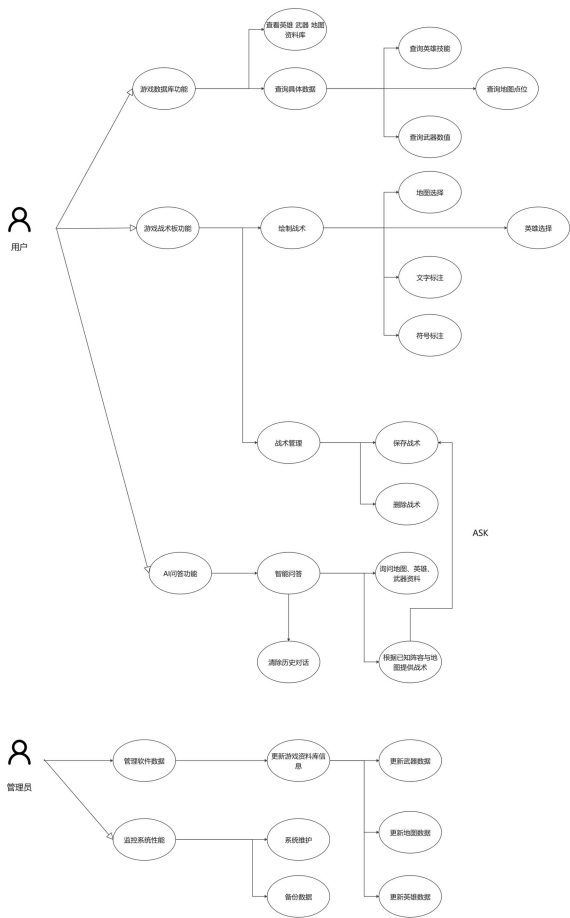 查看英雄 武器 地图
资料库
查询英雄技能
游戏数据库功能
查询具体数据
查询地图点位
查询武器数值
地图选择
用户
游戏战术板功能
绘制战术
英雄选择
文字标注
符号标注
战术管理
保存战术
删除战术
ASK
AI问答功能
智能问答
询问地图、英雄、
武器资料
清除历史对话
根据已知阵容与地
图提供战术
管理员
管理软件数据
更新游戏资料库信
息
更新武器数据
监控系统性能
系统维护
更新地图数据
备份数据
更新英雄数据